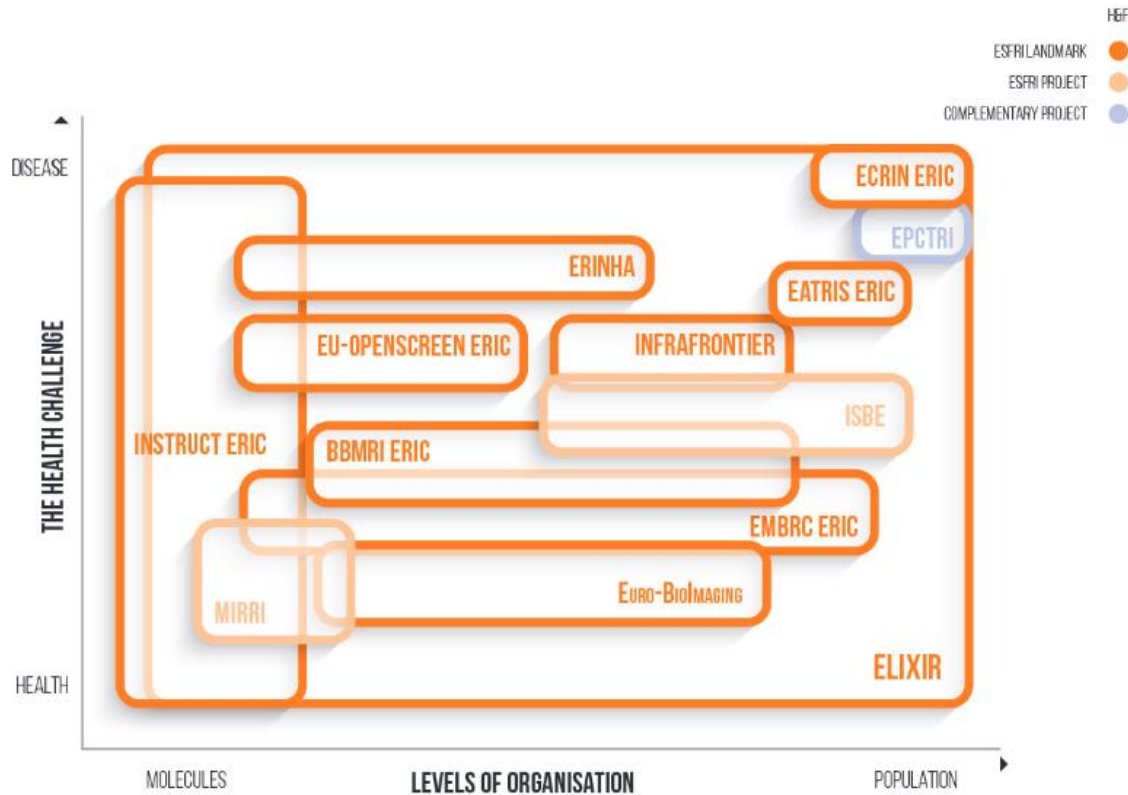 H&F
ESFRI LANDMARK
ESFRI PROJECT
COMPLEMENTARY PROJECT
DISEASE
ECRIN ERIC
EPCTRI
ERINHA
EATRIS ERIC
EU-OPENSCREEN ERIC
INFRAFRONTIER
ISBE
INSTRUCT ERIC
BBMRI ERIC
EMBRC ERIC
EURO-BIOIMAGING
MIRRI
ELIXIR
THE HEALTH CHALLENGE
HEALTH
MOLECULES
LEVELS OF ORGANISATION
POPULATION